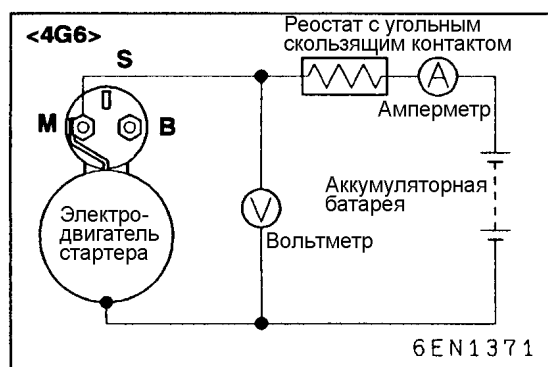 <4G6>
Реостат с угольным
скользящим контактом
S
M
B
A
Амперметр
Аккумуляторная
батарея
Электро-
двигатель
стартера
V
Вольтметр
6EN1371